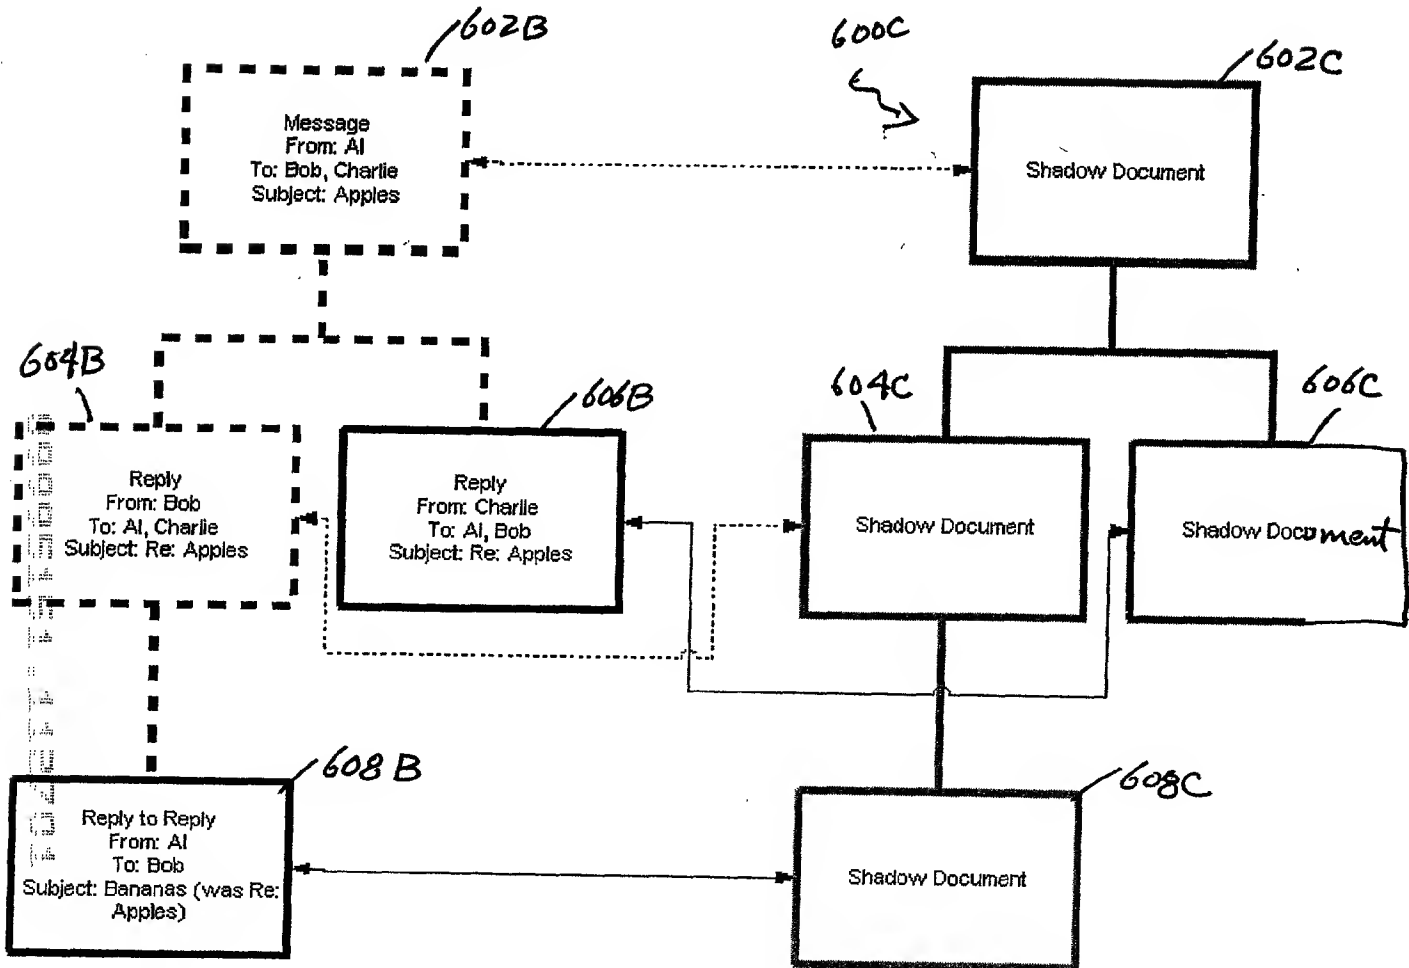 602B
600C
602C
Message
From: Al
To: Bob, Charlie
Subject: Apples
Shadow Document
604B
606B
604C
606C
Reply
From: Bob
To: Al, Charlie
Subject: Re: Apples
Reply
From: Charlie
To: Al, Bob
Subject: Re: Apples
Shadow Document
Shadow Document
608B
608C
Reply to Reply
From: Al
To: Bob
Subject: Bananas (was Re:
Apples)
Shadow Document